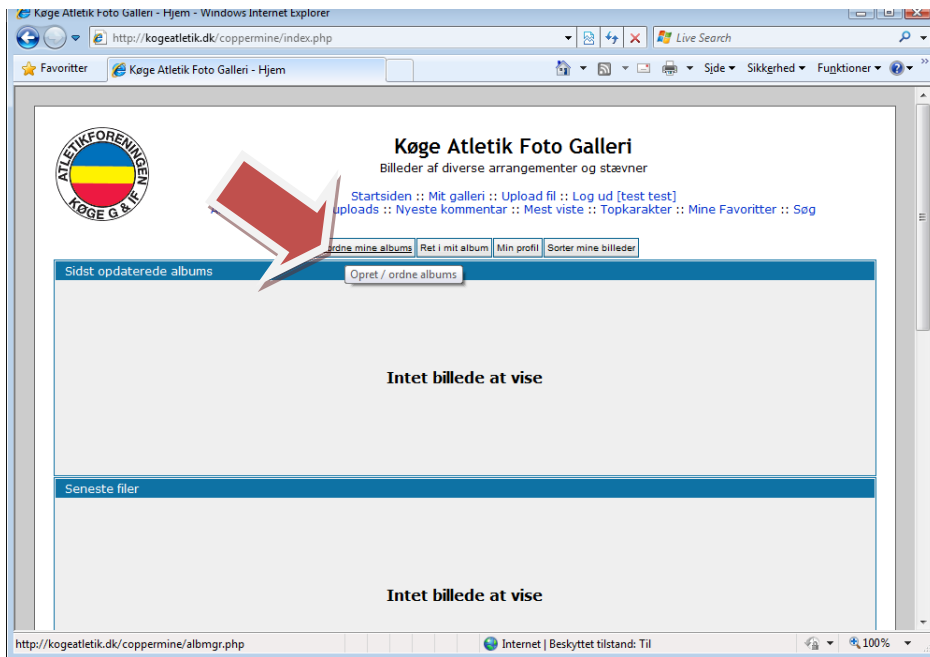 Køge Atletik Foto Galleri - Hjem - Windows Internet Explorer
http://kogeatletik.dk/coppermine/index.php
Live Search
Favoritter
Køge Atletik Foto Galleri - Hjem
Side
Sikkerhed
Funktioner
ATLETIKFORENINGEN
KØGE G & IF
Køge Atletik Foto Galleri
Billeder af diverse arrangementer og stævner
Startsiden :: Mit galleri :: Upload fil :: Log ud [test test]
uploads :: Nyeste kommentar :: Mest viste :: Topkarakter :: Mine Favoritter :: Søg
ordne mine albums Ret i mit album Min profil Sorter mine billeder
Opret / ordne albums
Sidst opdaterede albums
Intet billede at vise
Seneste filer
Intet billede at vise
http://kogeatletik.dk/coppermine/albmgr.php
Internet | Beskyttet tilstand: Til
100%